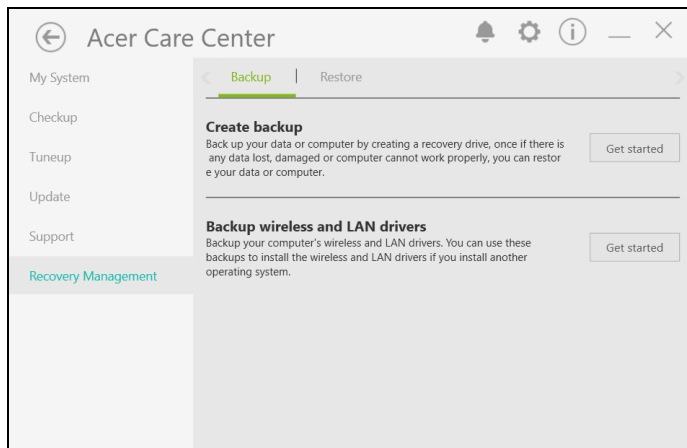 Acer Care Center
My System
Checkup
Tuneup
Update
Support
Recovery Management
Backup
Restore
Create backup
Back up your data or computer by creating a recovery drive, once if there is
any data lost, damaged or computer cannot work properly, you can restor
e your data or computer.
Get started
Backup wireless and LAN drivers
Backup your computer's wireless and LAN drivers. You can use these
backups to install the wireless and LAN drivers if you install another
operating system.
Get started